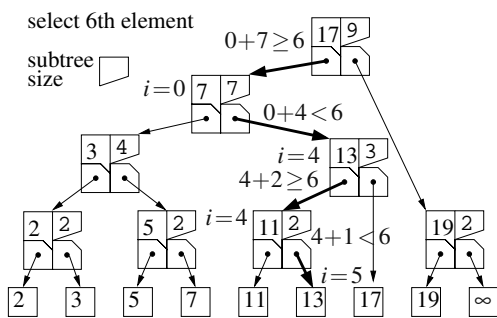 select 6th element
subtree
size
17 9
0+7≥6
i=0
7 7
0+4<6
3 4
i=4
13 3
4+2≥6
2 2
5 2
i=4
11 2
4+1<6
19 2
i=5
2 3 5 7 11 13 17 19 ∞